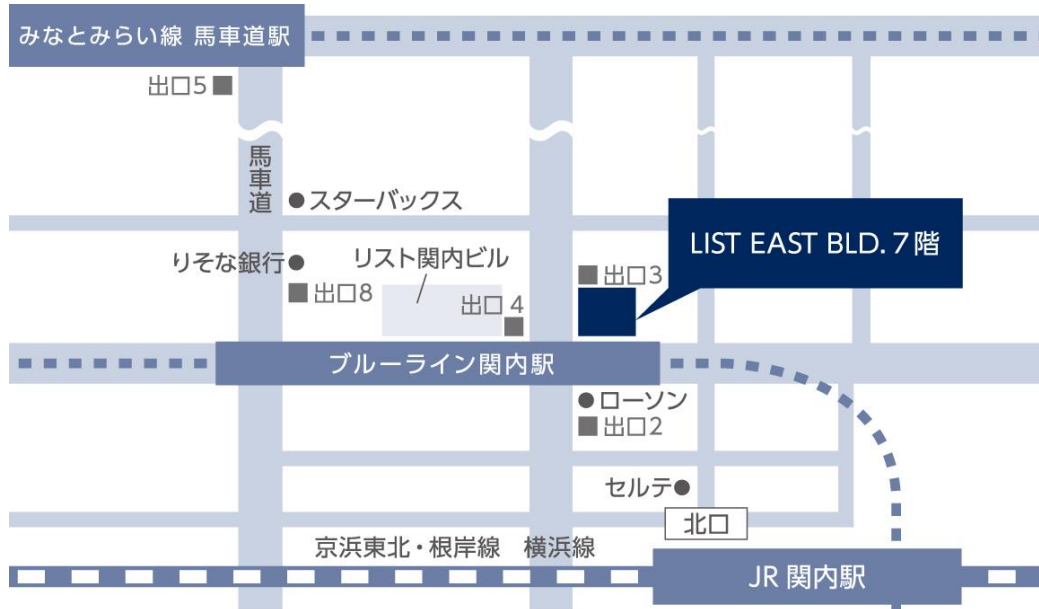 みなとみらい線 馬車道駅
出口5
馬車道
スターバックス
りそな銀行
リスト関内ビル
出口3
LIST EAST BLD. 7階
出口8
出口 4
ブルーライン関内駅
ローソン
出口2
セルテ
北口
京浜東北・根岸線 横浜線
JR 関内駅